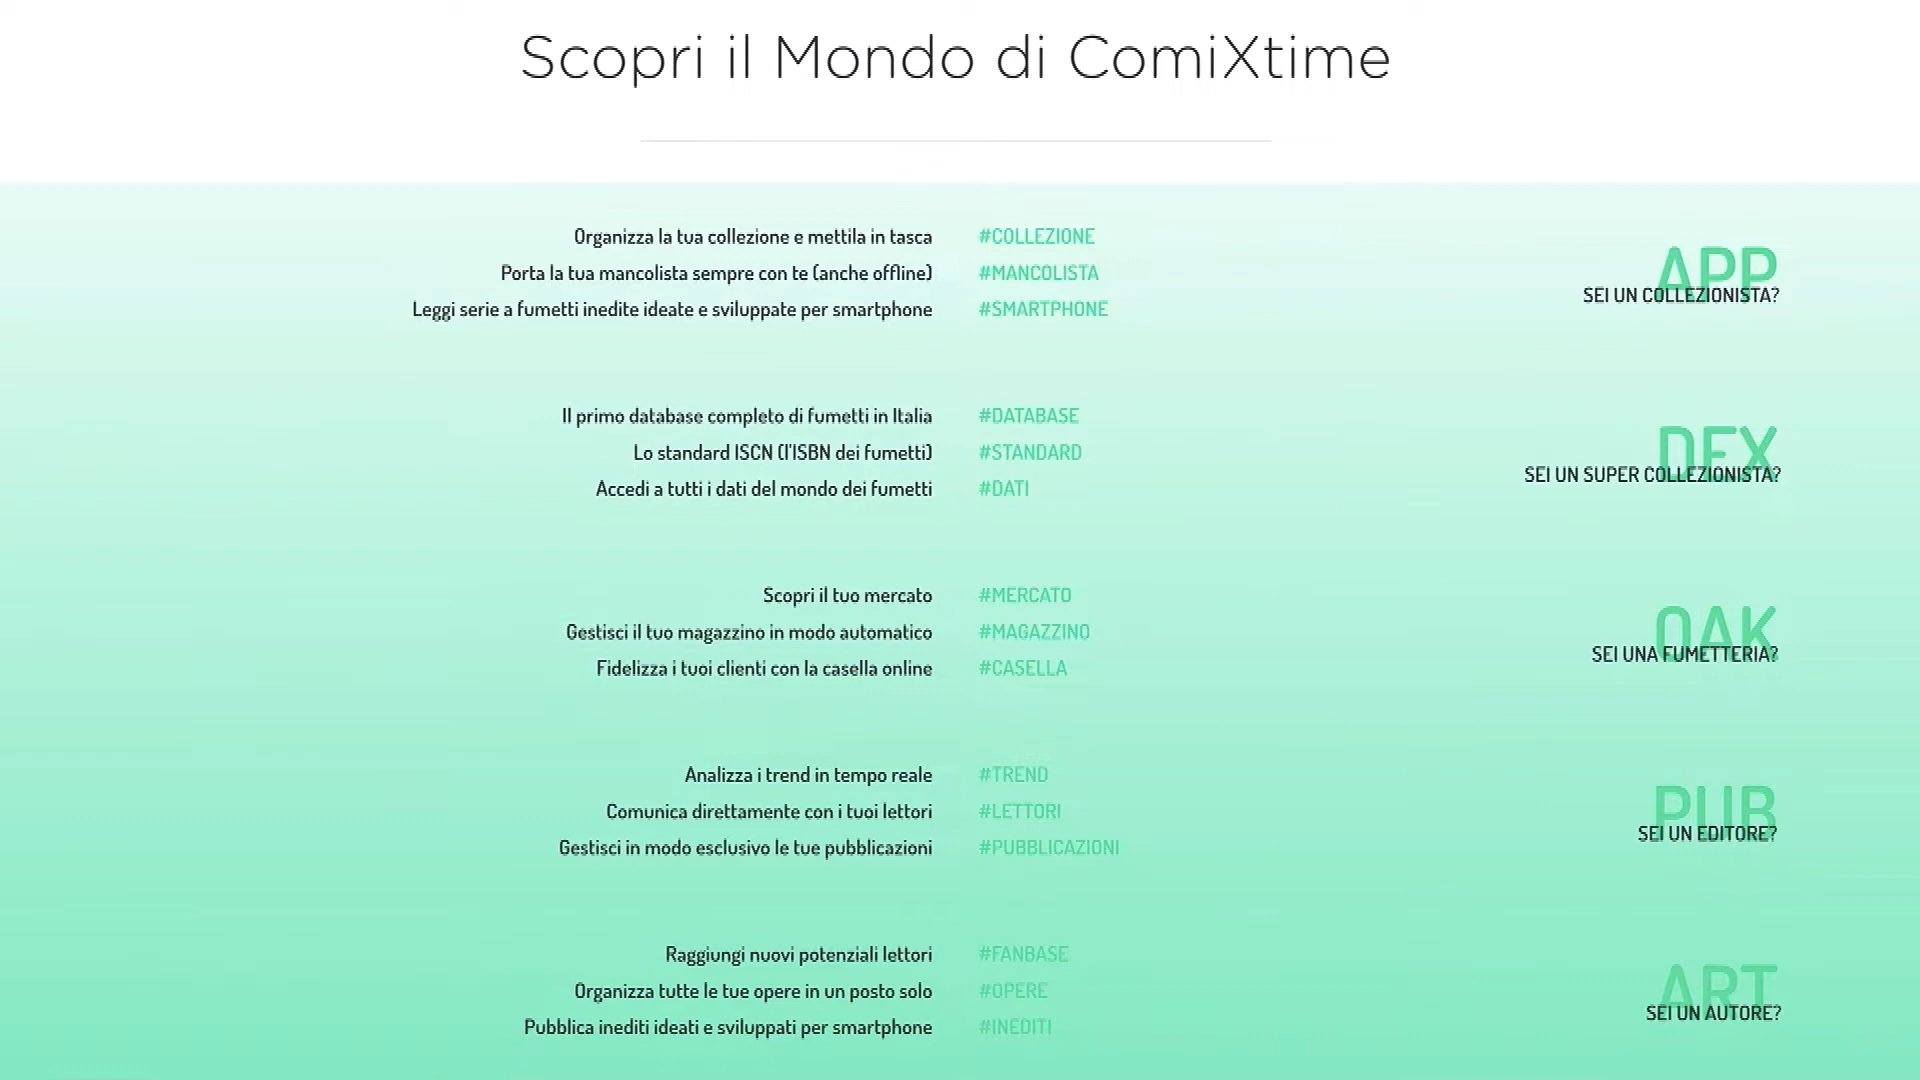 Scopri il Mondo di ComiXtime
Organizza la tua collezione e mettila in tasca #COLLEZIONE
Porta la tua mancolista sempre con te (anche offline) #MANCOLISTA
Leggi serie a fumetti inedite ideate e sviluppate per smartphone #SMARTPHONE
APP
SEI UN COLLEZIONISTA?
Il primo database completo di fumetti in Italia #DATABASE
Lo standard ISCN (l'ISBN dei fumetti) #STANDARD
Accedi a tutti i dati del mondo dei fumetti #DATI
DEX
SEI UN SUPER COLLEZIONISTA?
Scopri il tuo mercato #MERCATO
Gestisci il tuo magazzino in modo automatico #MAGAZZINO
Fidelizza i tuoi clienti con la casella online #CASELLA
OAK
SEI UNA FUMETTERIA?
Analizza i trend in tempo reale #TREND
Comunica direttamente con i tuoi lettori #LETTORI
Gestisci in modo esclusivo le tue pubblicazioni #PUBBLICAZIONI
PUB
SEI UN EDITORE?
Raggiungi nuovi potenziali lettori #FANBASE
Organizza tutte le tue opere in un posto solo #OPERE
Pubblica inediti ideati e sviluppati per smartphone #INEDITI
ART
SEI UN AUTORE?